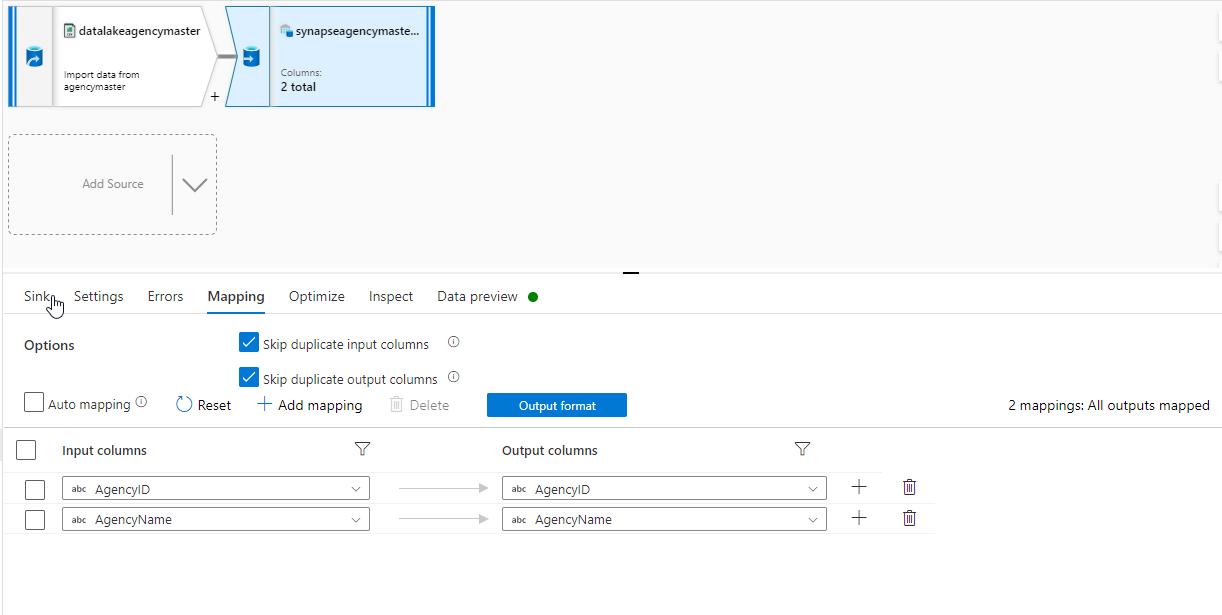 datalakeagencymaster
Import data from
agencymaster
+
synapseagencymaste...
Columns:
2 total
Add Source
Sink Settings Errors Mapping Optimize Inspect Data preview
Options
Skip duplicate input columns
Skip duplicate output columns
Auto mapping Reset + Add mapping Delete Output format 2 mappings: All outputs mapped
Input columns Output columns
abc AgencyID abc AgencyID
abc AgencyName abc AgencyName